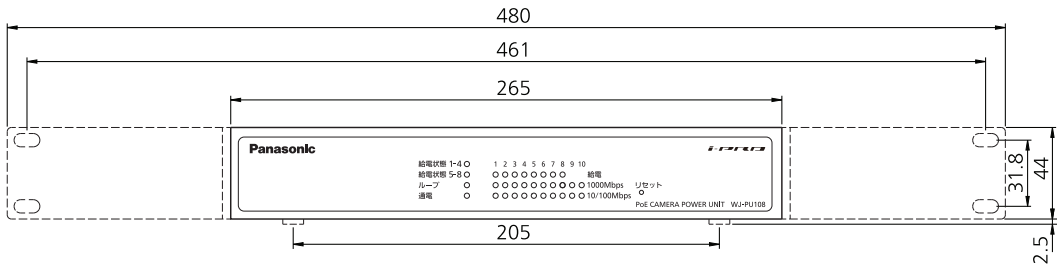 480
461
265
Panasonic
i-PRO
給電状態 1-4 1 2 3 4 5 6 7 8 9 10
給電状態 5-8 給電
ループ 1000Mbps リセット
通電 10/100Mbps
PoE CAMERA POWER UNIT WJ-PU108
31.8
44
205
2.5